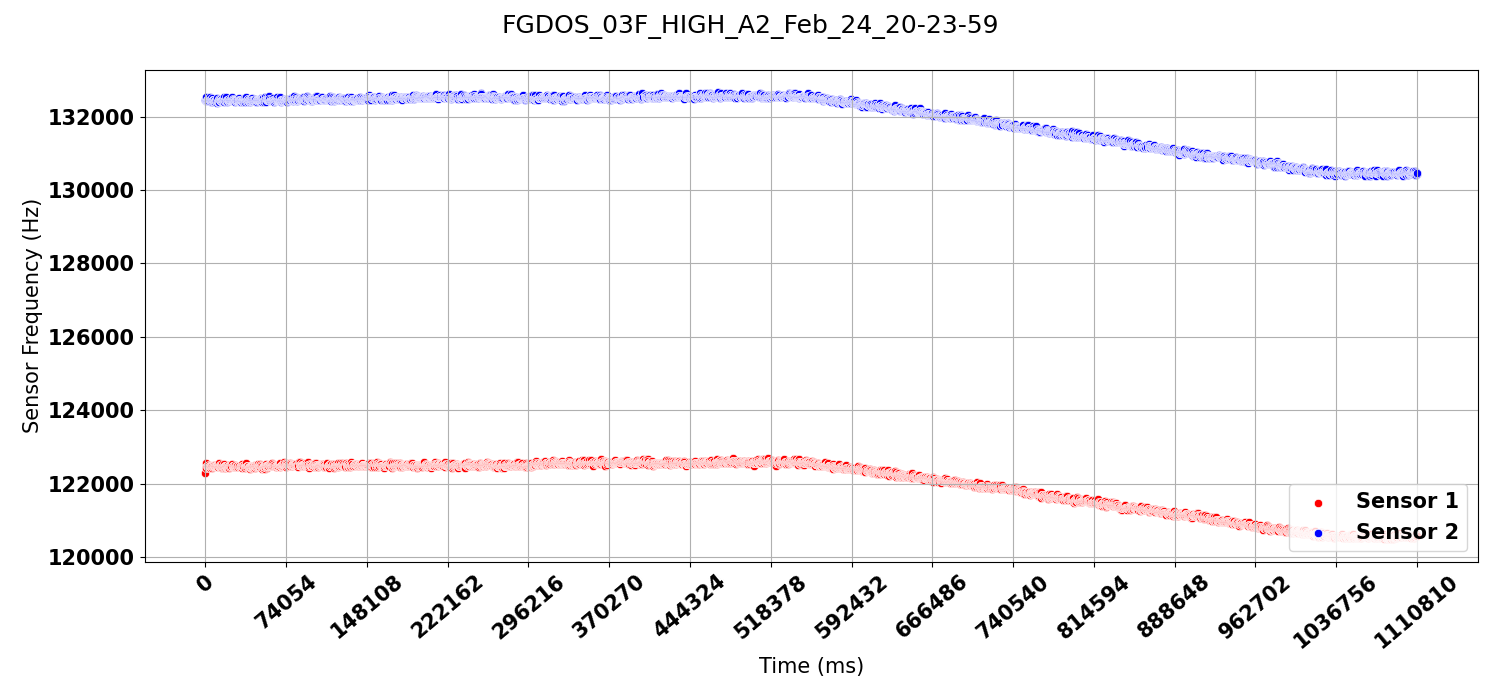 FGDOS_03F_HIGH_A2_Feb_24_20-23-59
Sensor Frequency (Hz)
132000
130000
128000
126000
124000
122000
120000
Sensor 1
Sensor 2
0 74054 148108 222162 296216 370270 444324 518378 592432 666486 740540 814594 888648 962702 1036756 1110810
Time (ms)